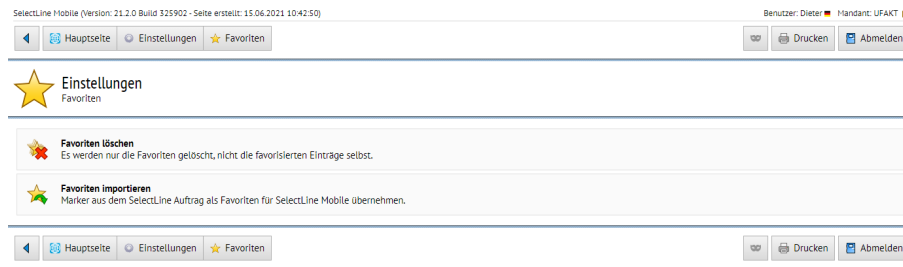 SelectLine Mobile (Version: 21.2.0 Build 325902 - Seite erstellt: 15.06.2021 10:42:50) Benutzer: Dieter Mandant: UFAKT
Hauptseite Einstellungen Favoriten Drucken Abmelden
Einstellungen
Favoriten
Favoriten löschen
Es werden nur die Favoriten gelöscht, nicht die favorisierten Einträge selbst.
Favoriten importieren
Marker aus dem SelectLine Auftrag als Favoriten für SelectLine Mobile übernehmen.
Hauptseite Einstellungen Favoriten Drucken Abmelden